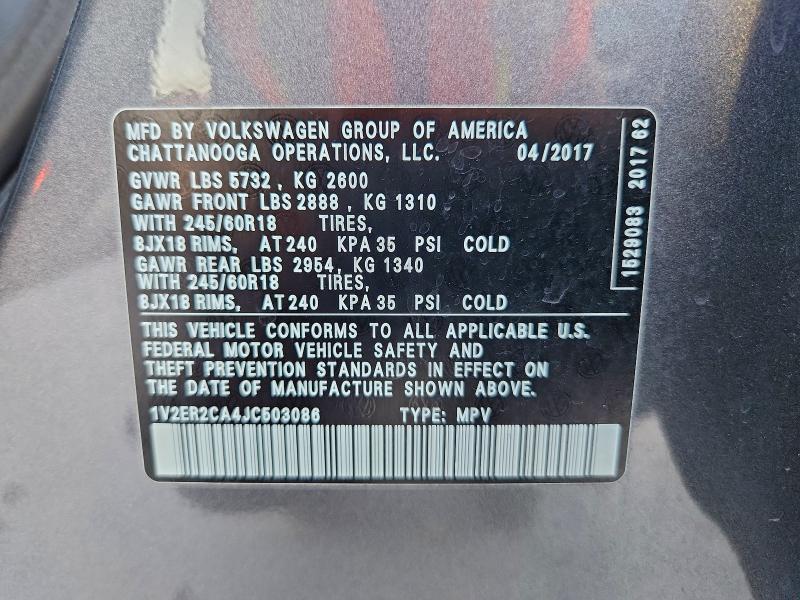 MFD BY VOLKSWAGEN GROUP OF AMERICA
CHATTANOOGA OPERATIONS, LLC. 04/2017
GVWR LBS 5732 , KG 2600
GAWR FRONT LBS 2888 , KG 1310
WITH 245/60R18 TIRES,
8JX18 RIMS, AT 240 KPA 35 PSI COLD
GAWR REAR LBS 2954, KG 1340
WITH 245/60R18 TIRES,
8JX18 RIMS, AT 240 KPA 35 PSI COLD
THIS VEHICLE CONFORMS TO ALL APPLICABLE U.S.
FEDERAL MOTOR VEHICLE SAFETY AND
THEFT PREVENTION STANDARDS IN EFFECT ON
THE DATE OF MANUFACTURE SHOWN ABOVE.
1V2ER2CA4JC503086 TYPE: MPV
1529083 2017 62